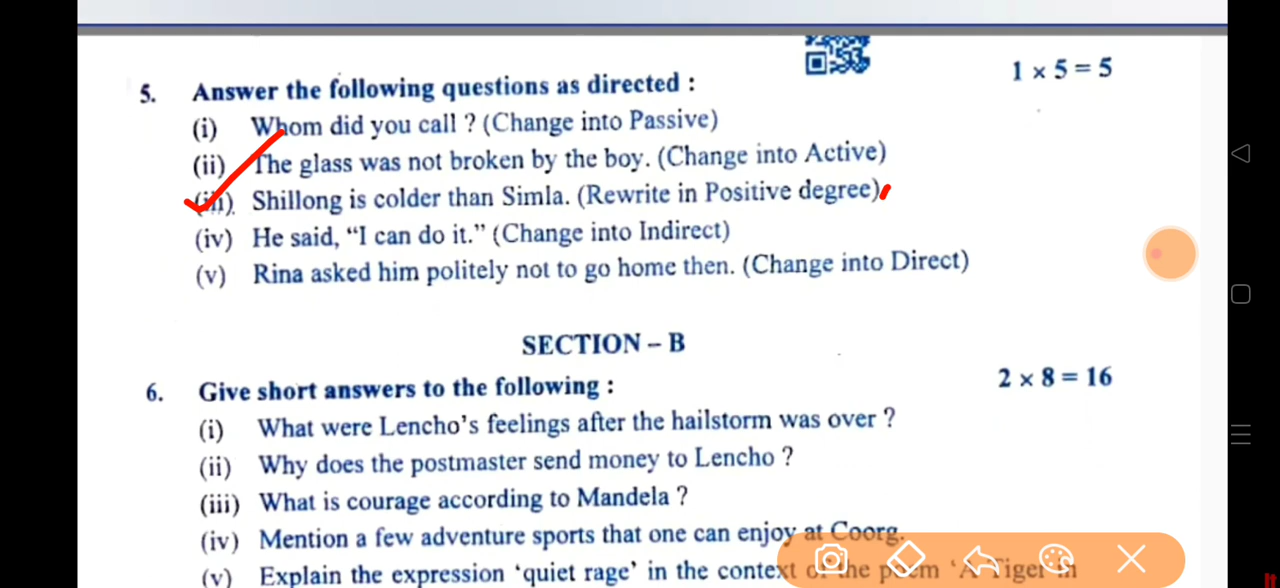 5. Answer the following questions as directed : 1 × 5 = 5
(i) Whom did you call ? (Change into Passive)
(ii) The glass was not broken by the boy. (Change into Active)
(iii) Shillong is colder than Simla. (Rewrite in Positive degree)
(iv) He said, “I can do it.” (Change into Indirect)
(v) Rina asked him politely not to go home then. (Change into Direct)
SECTION – B
6. Give short answers to the following : 2 × 8 = 16
(i) What were Lencho’s feelings after the hailstorm was over ?
(ii) Why does the postmaster send money to Lencho ?
(iii) What is courage according to Mandela ?
(iv) Mention a few adventure sports that one can enjoy at Coorg.
(v) Explain the expression ‘quiet rage’ in the context of the poem ‘A Tiger in